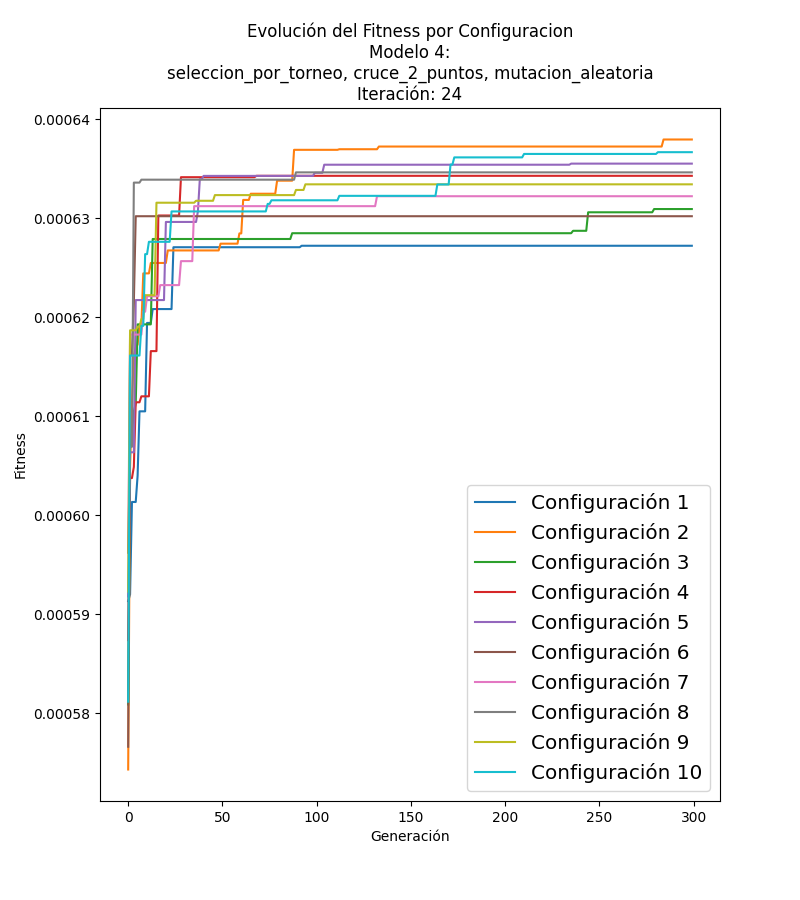 Evolución del Fitness por Configuracion
Modelo 4:
seleccion_por_torneo, cruce_2_puntos, mutacion_aleatoria
Iteración: 24
0.00064
0.00063
0.00062
0.00061
0.00060
0.00059
0.00058
Fitness
Configuración 1
Configuración 2
Configuración 3
Configuración 4
Configuración 5
Configuración 6
Configuración 7
Configuración 8
Configuración 9
Configuración 10
0 50 100 150 200 250 300
Generación